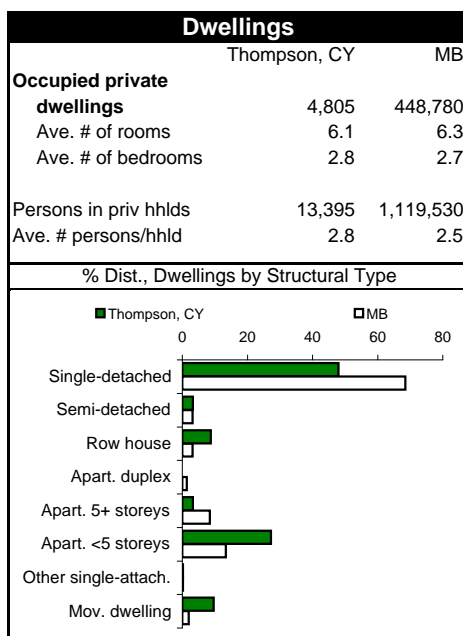 Dwellings
Thompson, CY MB
Occupied private
dwellings 4,805 448,780
Ave. # of rooms 6.1 6.3
Ave. # of bedrooms 2.8 2.7
Persons in priv hhlds 13,395 1,119,530
Ave. # persons/hhld 2.8 2.5
% Dist., Dwellings by Structural Type
Thompson, CY MB
0 20 40 60 80
Single-detached
Semi-detached
Row house
Apart. duplex
Apart. 5+ storeys
Apart. <5 storeys
Other single-attach.
Mov. dwelling